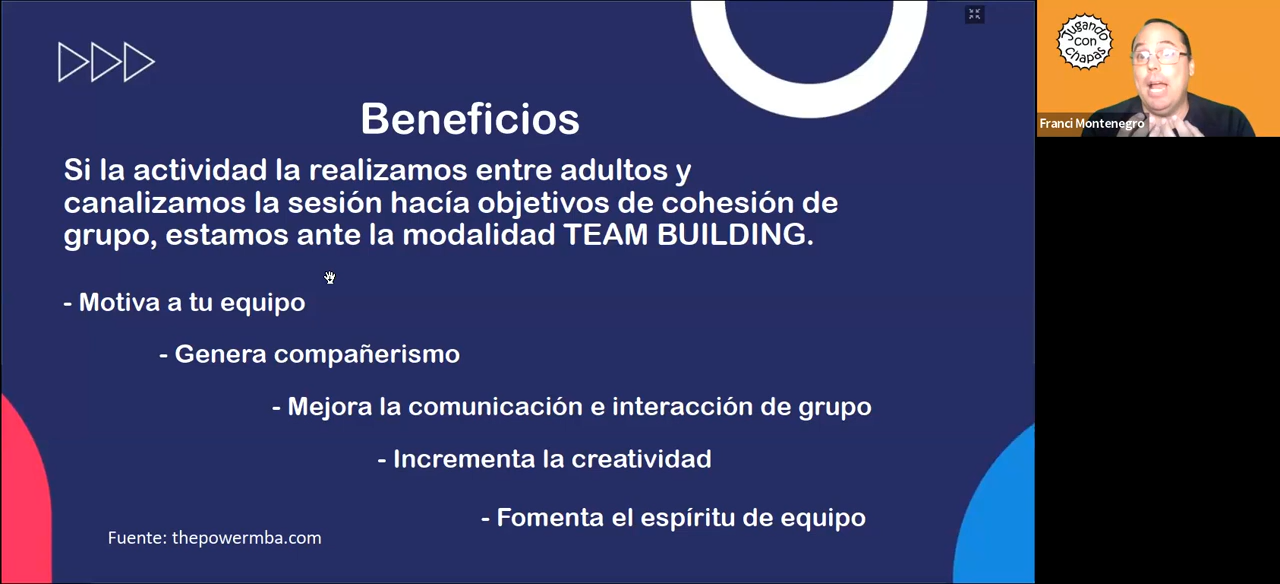 Beneficios
Si la actividad la realizamos entre adultos y
canalizamos la sesión hacía objetivos de cohesión de
grupo, estamos ante la modalidad TEAM BUILDING.
- Motiva a tu equipo
- Genera compañerismo
- Mejora la comunicación e interacción de grupo
- Incrementa la creatividad
- Fomenta el espíritu de equipo
Fuente: thepowermba.com
Jugando
con
chapas
Franci Montenegro